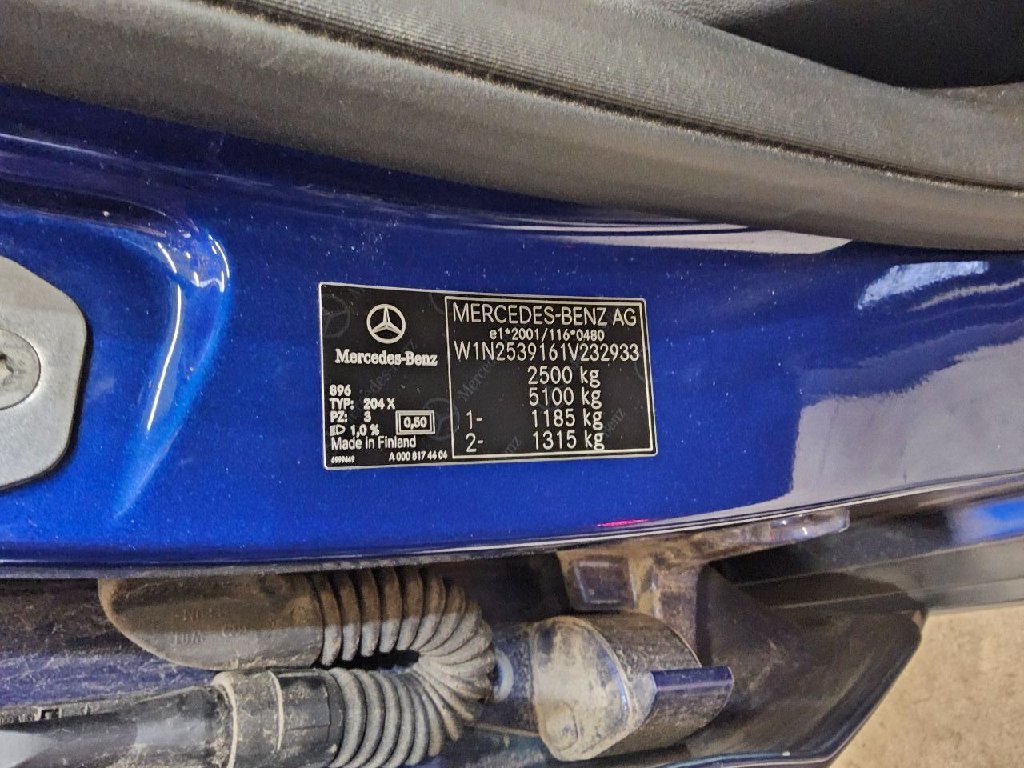 Mercedes-Benz
896
TYP: 204 X
PZ: 3
1,0 %
0,50
Made in Finland
A 000 817 44 04
MERCEDES-BENZ AG
e1*2001/116*0480
W1N2539161V232933
2500 kg
5100 kg
1- 1185 kg
2- 1315 kg